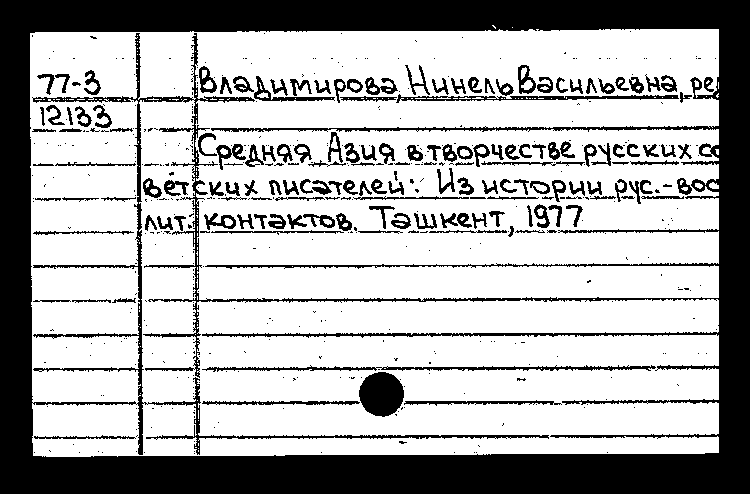 77-3 Владимирова, Нинель Васильевна, ред
12133
Средняя Азия в творчестве русских со
ветских писателей: Из истории рус.-вос
лит. контактов. Ташкент, 1977